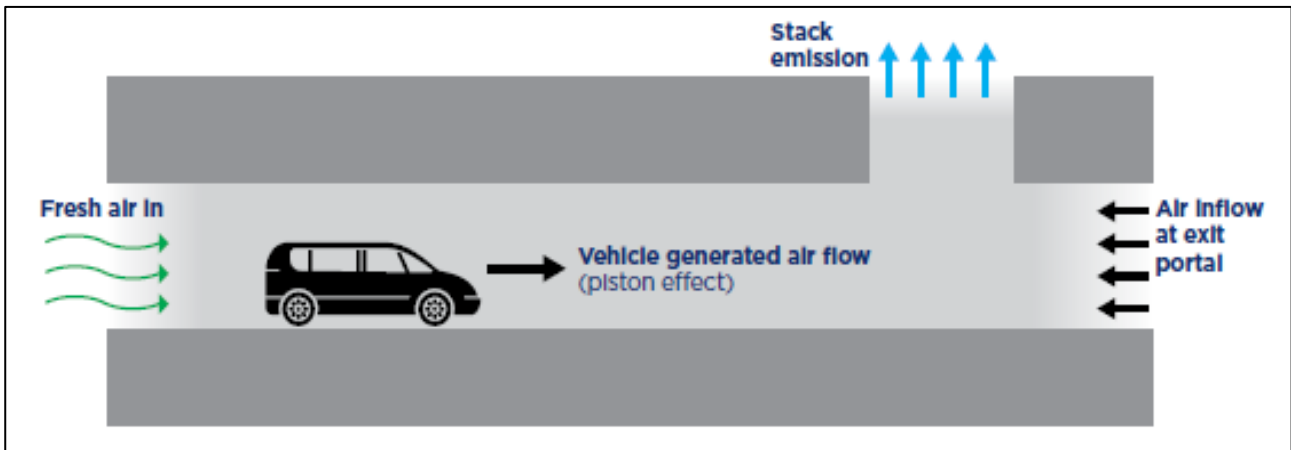 Stack
emission
Fresh air in
Vehicle generated air flow
(piston effect)
Air inflow
at exit
portal